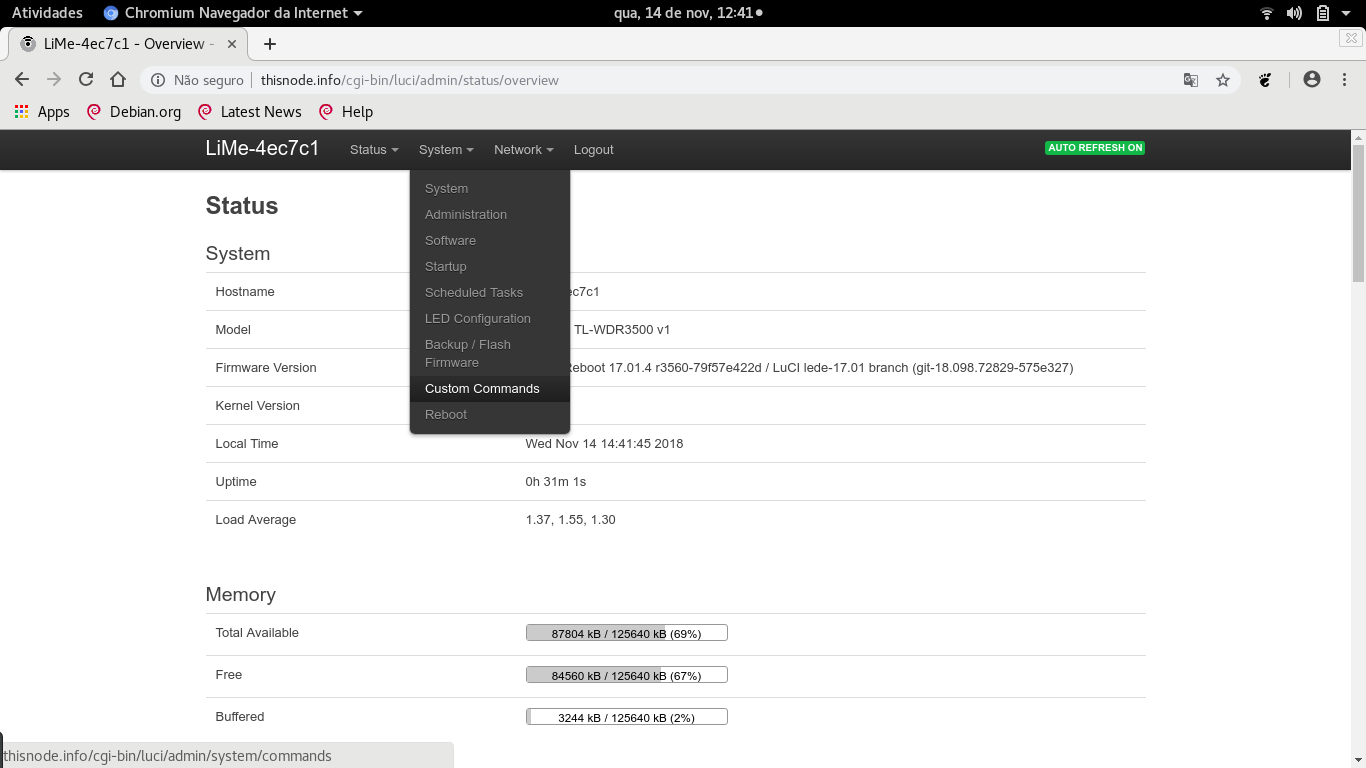 Atividades Chromium Navegador da Internet qua, 14 de nov, 12:41
LiMe-4ec7c1 - Overview -
Não seguro thisnode.info/cgi-bin/luci/admin/status/overview
Apps Debian.org Latest News Help
LiMe-4ec7c1 Status System Network Logout AUTO REFRESH ON
System
Administration
Software
Startup
Scheduled Tasks
LED Configuration
Backup / Flash
Firmware
Custom Commands
Reboot
Status
System
Hostname ec7c1
Model TL-WDR3500 v1
Firmware Version Reboot 17.01.4 r3560-79f57e422d / LuCI lede-17.01 branch (git-18.098.72829-575e327)
Kernel Version
Local Time Wed Nov 14 14:41:45 2018
Uptime 0h 31m 1s
Load Average 1.37, 1.55, 1.30
Memory
Total Available 87804 kB / 125640 kB (69%)
Free 84560 kB / 125640 kB (67%)
Buffered 3244 kB / 125640 kB (2%)
thisnode.info/cgi-bin/luci/admin/system/commands